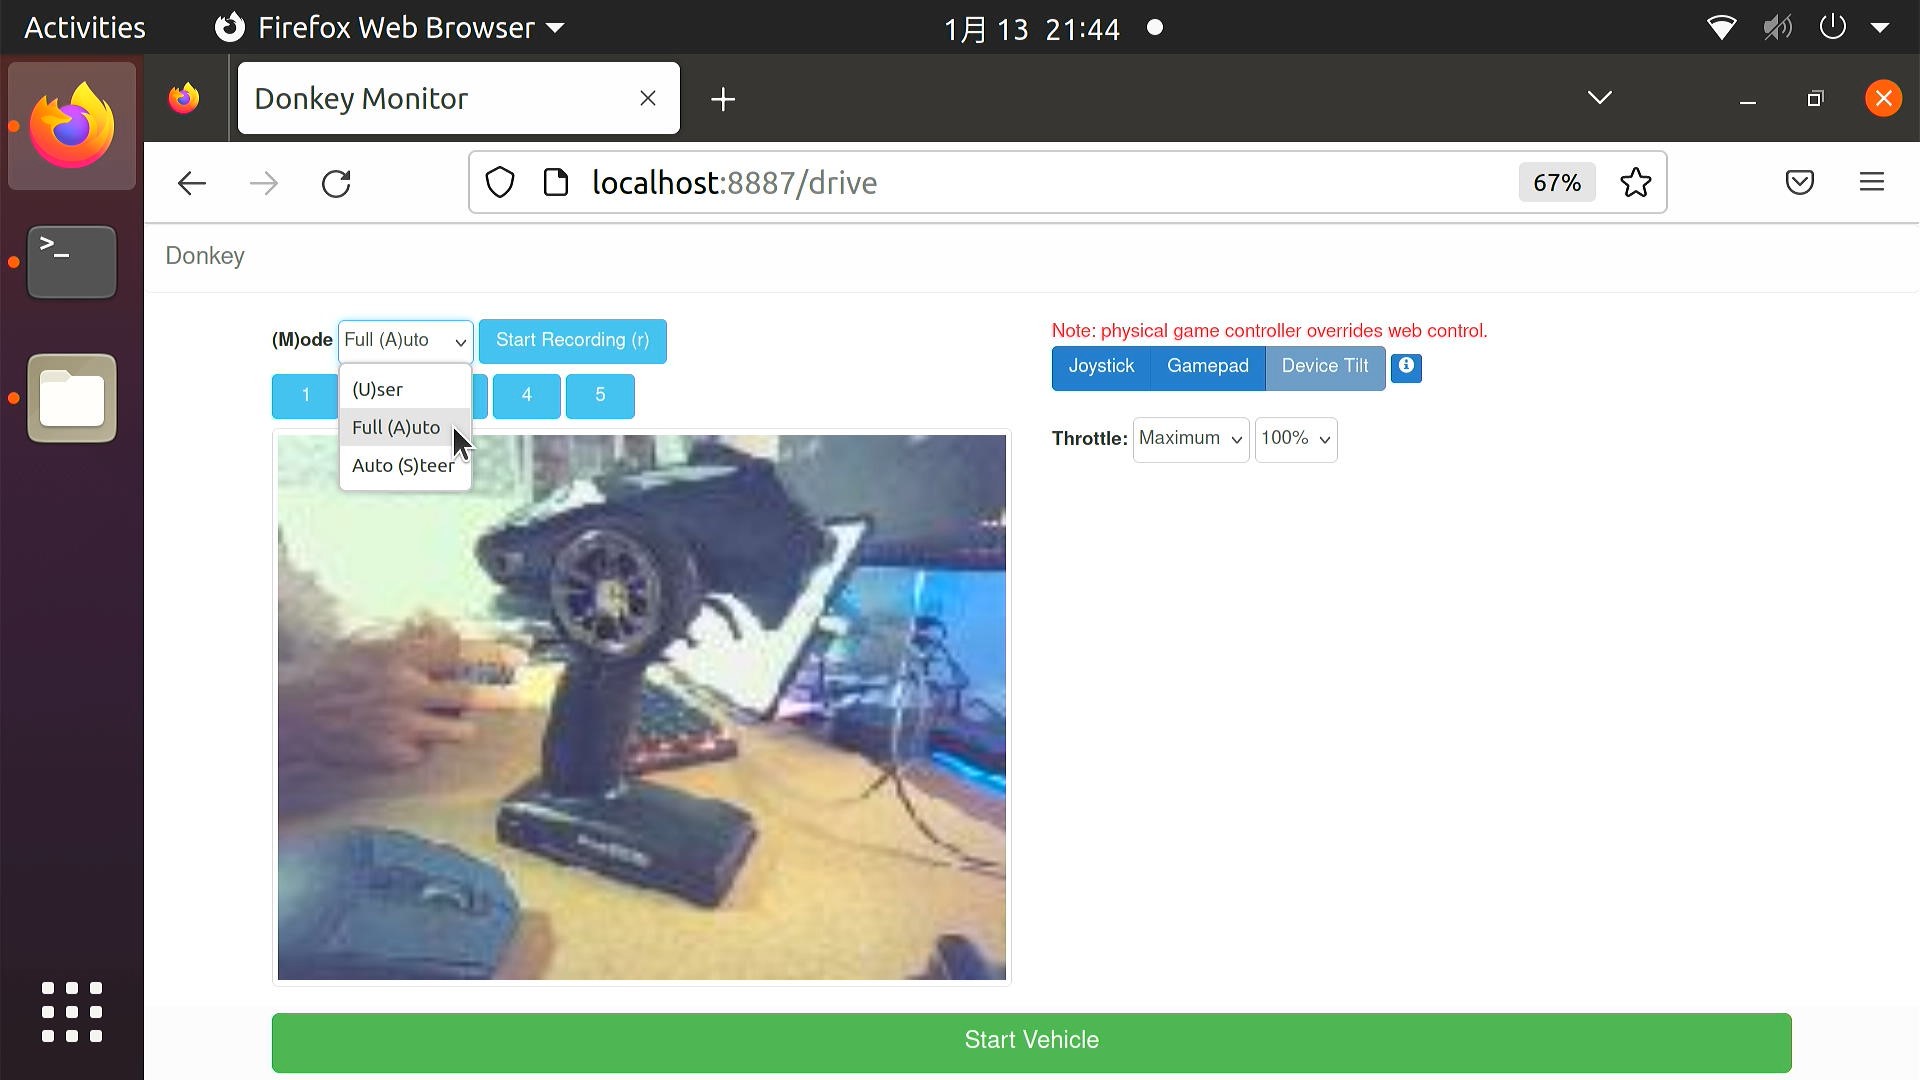 Activities
Firefox Web Browser
1月 13 21:44
Donkey Monitor
localhost:8887/drive
67%
Donkey
(M)ode
Full (A)uto
Start Recording (r)
(U)ser
Full (A)uto
Auto (S)teer
1
4
5
Note: physical game controller overrides web control.
Joystick
Gamepad
Device Tilt
Throttle:
Maximum
100%
Start Vehicle